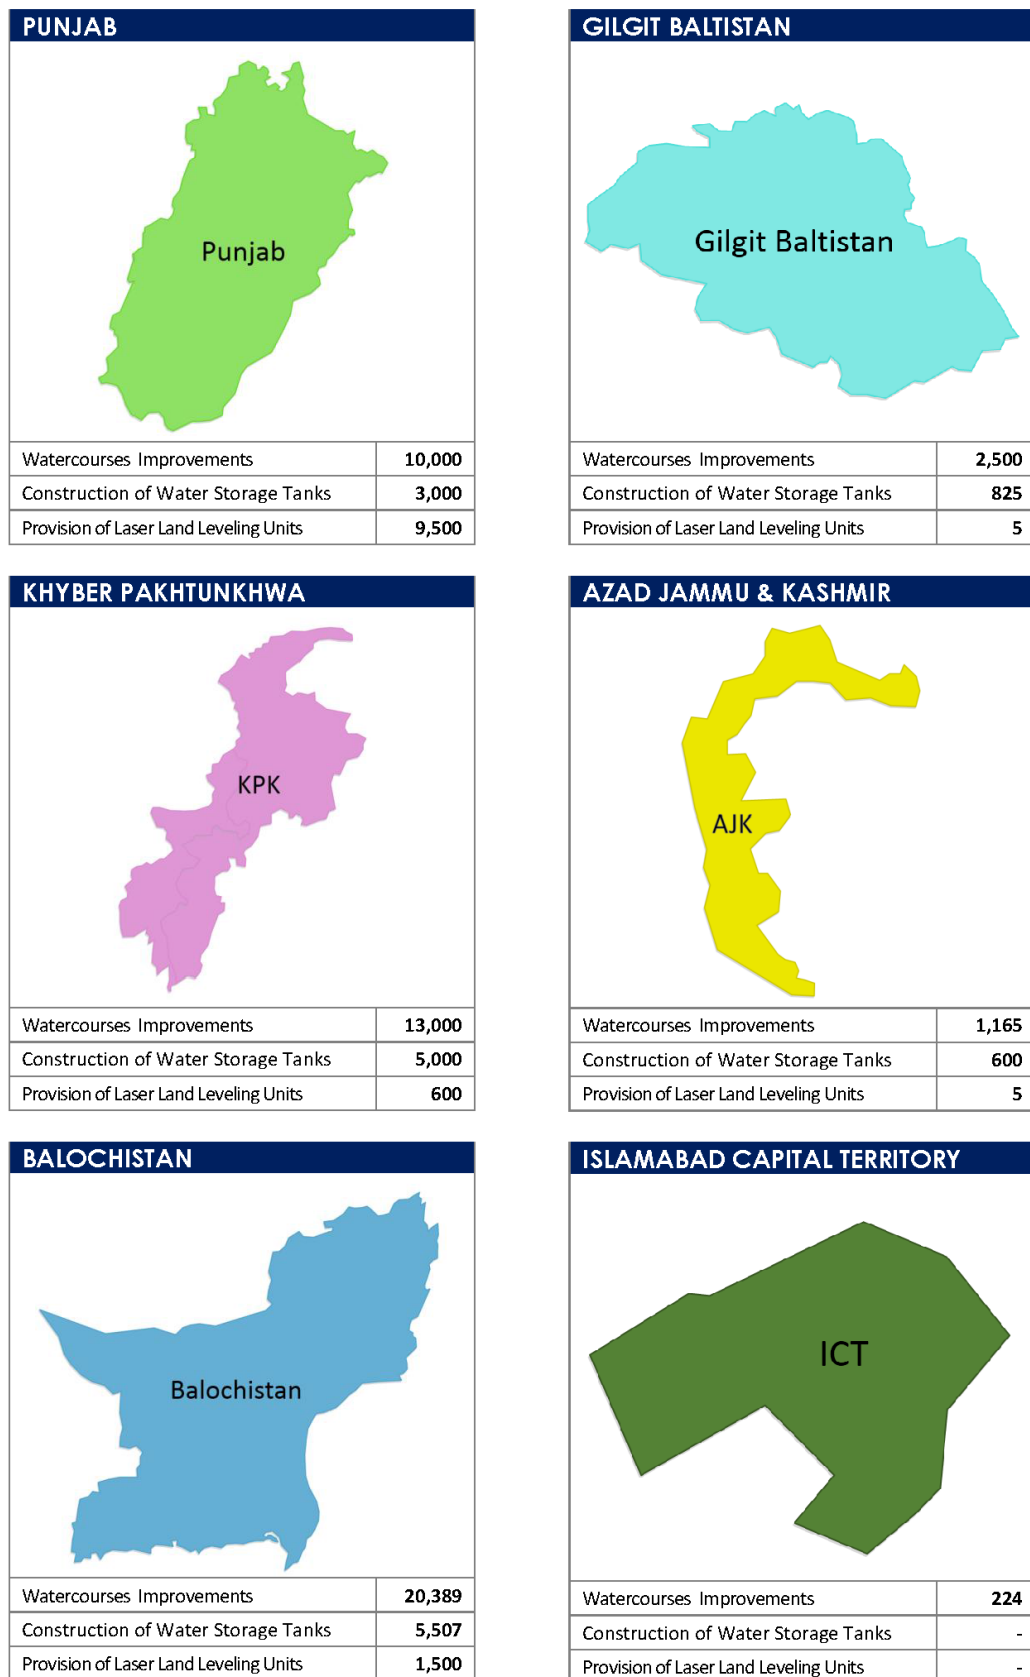 PUNJAB
Punjab
Watercourses Improvements 10,000
Construction of Water Storage Tanks 3,000
Provision of Laser Land Leveling Units 9,500
GILGIT BALTISTAN
Gilgit Baltistan
Watercourses Improvements 2,500
Construction of Water Storage Tanks 825
Provision of Laser Land Leveling Units 5
KHYBER PAKHTUNKHWA
KPK
Watercourses Improvements 13,000
Construction of Water Storage Tanks 5,000
Provision of Laser Land Leveling Units 600
AZAD JAMMU & KASHMIR
AJK
Watercourses Improvements 1,165
Construction of Water Storage Tanks 600
Provision of Laser Land Leveling Units 5
BALOCHISTAN
Balochistan
Watercourses Improvements 20,389
Construction of Water Storage Tanks 5,507
Provision of Laser Land Leveling Units 1,500
ISLAMABAD CAPITAL TERRITORY
ICT
Watercourses Improvements 224
Construction of Water Storage Tanks -
Provision of Laser Land Leveling Units -